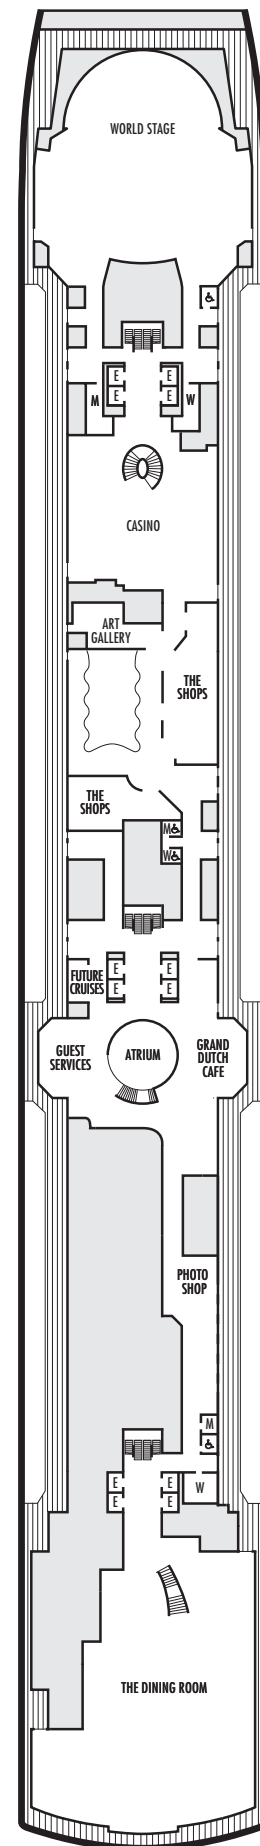 WORLD STAGE
E
E
E
E
M
W
CASINO
ART
GALLERY
THE
SHOPS
THE
SHOPS
M
W
E
E
E
E
FUTURE
CRUISES
GUEST
SERVICES
ATRIUM
GRAND
DUTCH
CAFE
PHOTO
SHOP
M
E
E
E
E
W
THE DINING ROOM